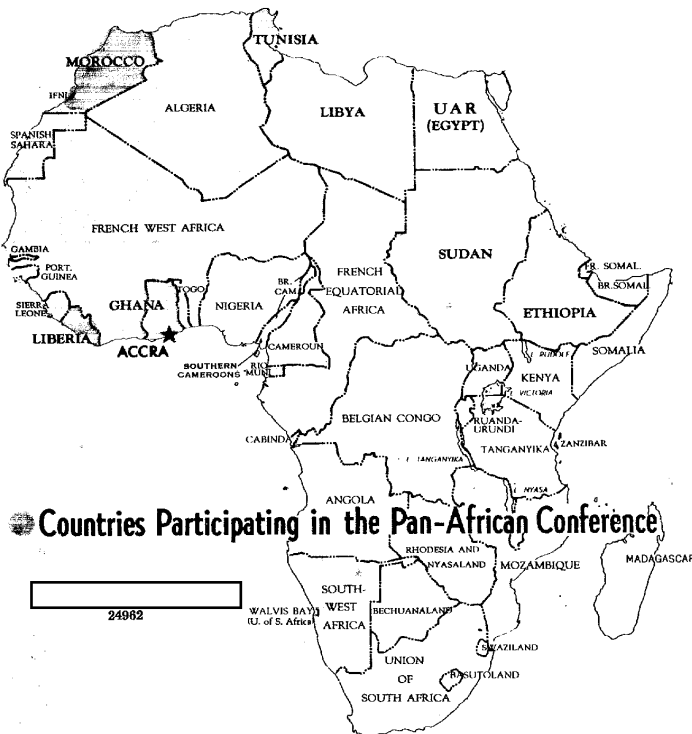 TUNISIA
MOROCCO
IFNI
ALGERIA
LIBYA
UAR
(EGYPT)
SPANISH
SAHARA
FRENCH WEST AFRICA
GAMBIA
PORT.
GUINEA
SIERRA
LEONE
LIBERIA
GHANA
TOGO
ACCRA
NIGERIA
BR.
CAM.
SOUTHERN
CAMEROONS
CAMEROUN
RIO
MUNI
FRENCH
EQUATORIAL
AFRICA
SUDAN
FR. SOMAL.
BR. SOMAL.
ETHIOPIA
SOMALIA
L. RUDOLF
UGANDA
KENYA
L. VICTORIA
BELGIAN CONGO
RUANDA-
URUNDI
TANGANYIKA
ZANZIBAR
CABINDA
L. TANGANYIKA
L. NYASA
ANGOLA
Countries Participating in the Pan-African Conference
RHODESIA AND
NYASALAND
MOZAMBIQUE
MADAGASCAR
24962
WALVIS BAY
(U. of S. Africa)
SOUTH-
WEST
AFRICA
BECHUANALAND
SWAZILAND
BASUTOLAND
UNION
OF
SOUTH AFRICA